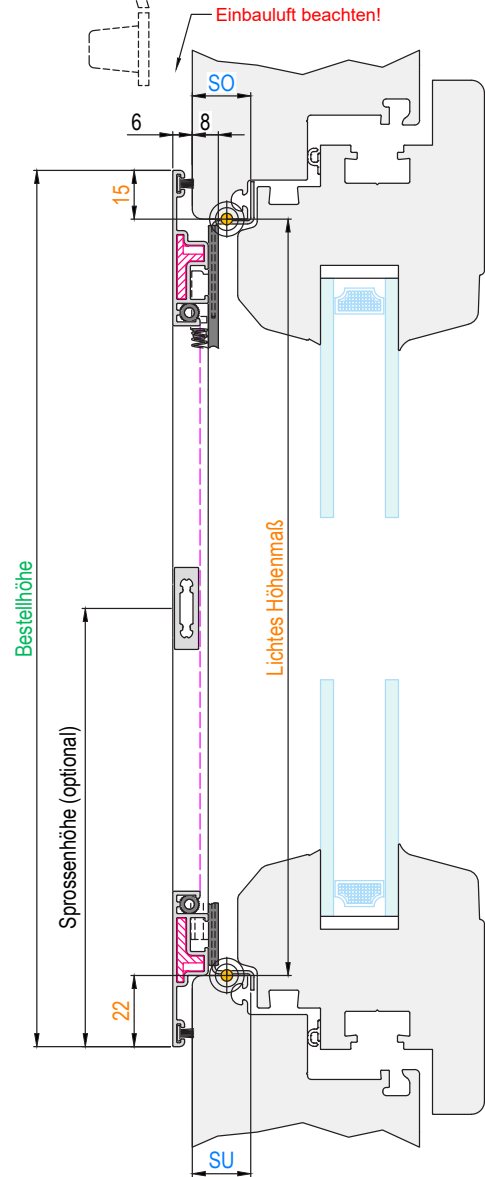 Einbauluft beachten!
SO
6
8
15
Lichtes Höhenmaß
Bestellhöhe
Sprossenhöhe (optional)
22
SU